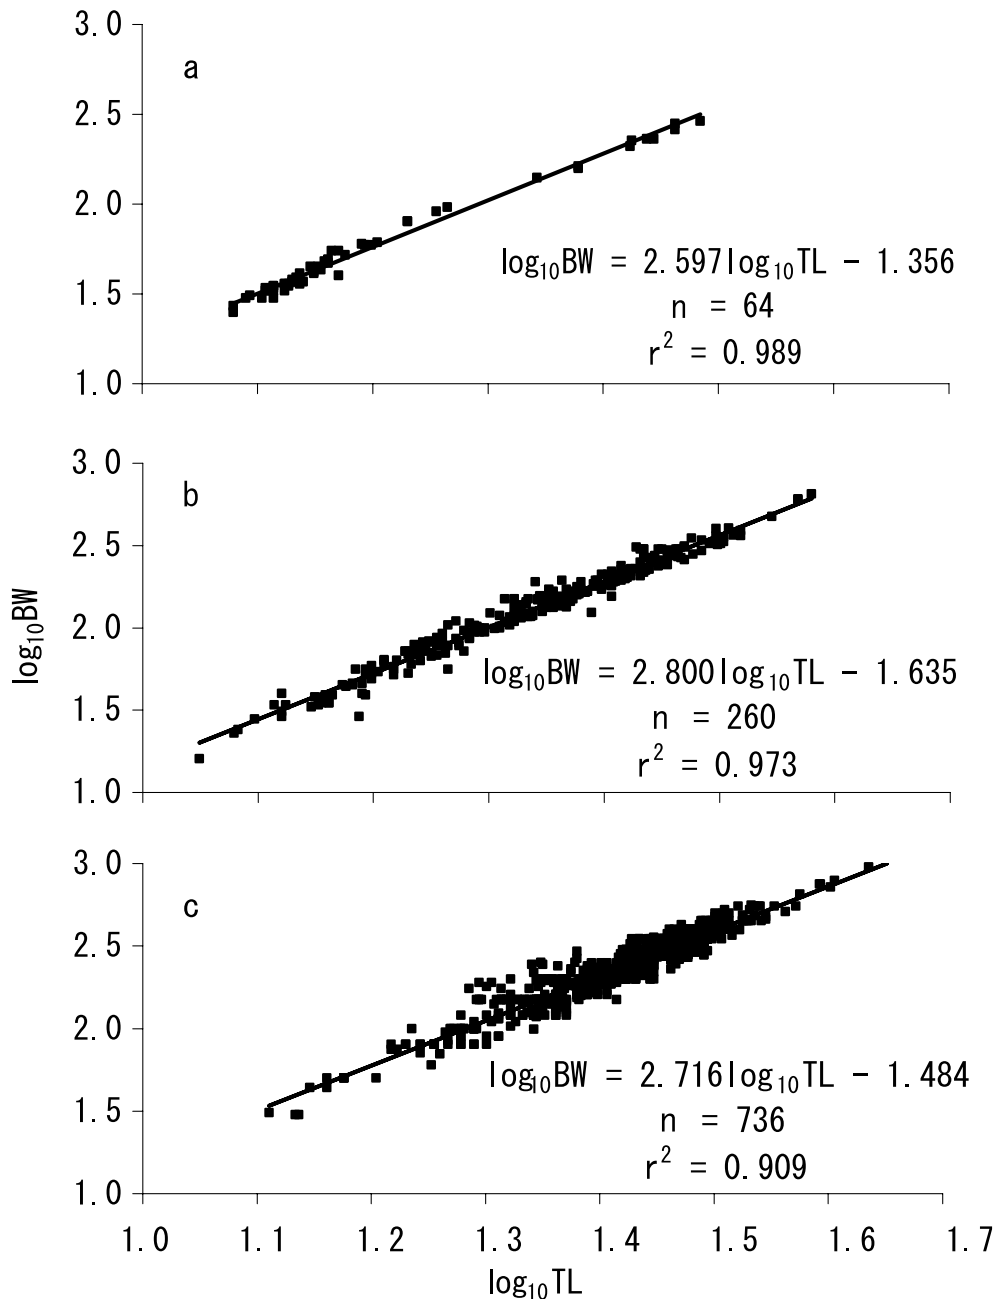 3.0
a
2.5
2.0
log₁₀BW = 2.597log₁₀TL − 1.356
1.5
n = 64
r² = 0.989
1.0
3.0
b
2.5
2.0
log₁₀BW
log₁₀BW = 2.800log₁₀TL − 1.635
1.5
n = 260
r² = 0.973
1.0
3.0
c
2.5
2.0
log₁₀BW = 2.716log₁₀TL − 1.484
1.5
n = 736
r² = 0.909
1.0
1.0 1.1 1.2 1.3 1.4 1.5 1.6 1.7
log₁₀TL